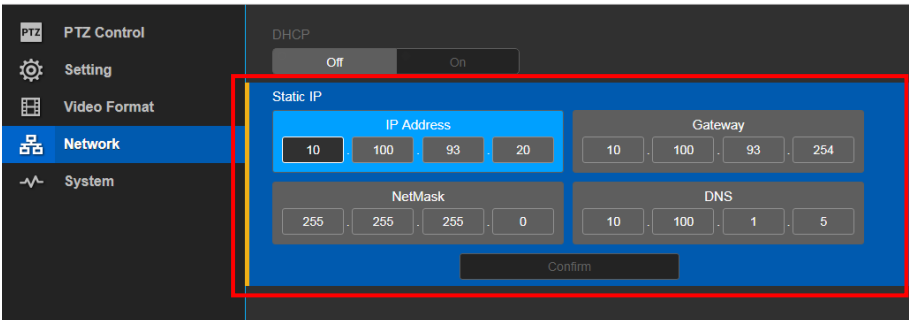 PTZ PTZ Control
Setting
Video Format
Network
System
DHCP
Off On
Static IP
IP Address
10 . 100 . 93 . 20
Gateway
10 . 100 . 93 . 254
NetMask
255 . 255 . 255 . 0
DNS
10 . 100 . 1 . 5
Confirm